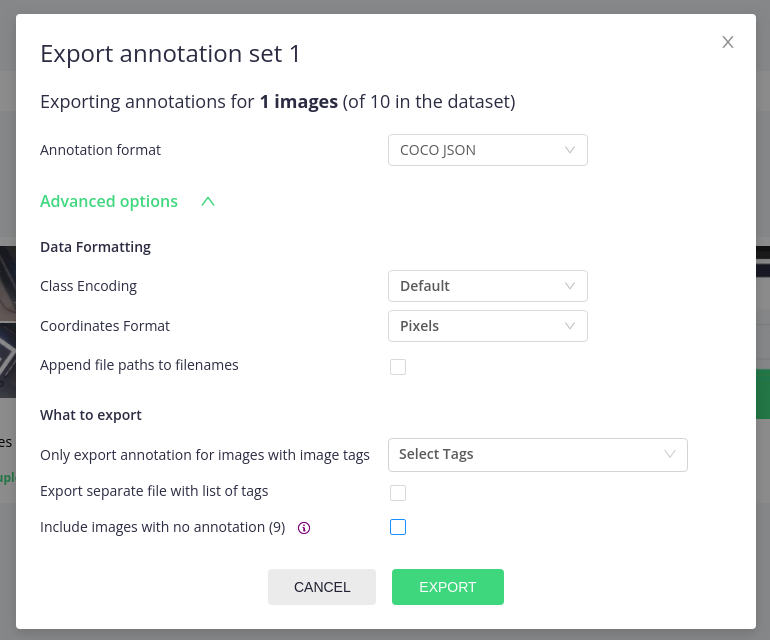 Export annotation set 1
Exporting annotations for 1 images (of 10 in the dataset)
Annotation format COCO JSON
Advanced options
Data Formatting
Class Encoding Default
Coordinates Format Pixels
Append file paths to filenames
What to export
Only export annotation for images with image tags Select Tags
Export separate file with list of tags
Include images with no annotation (9)
CANCEL EXPORT